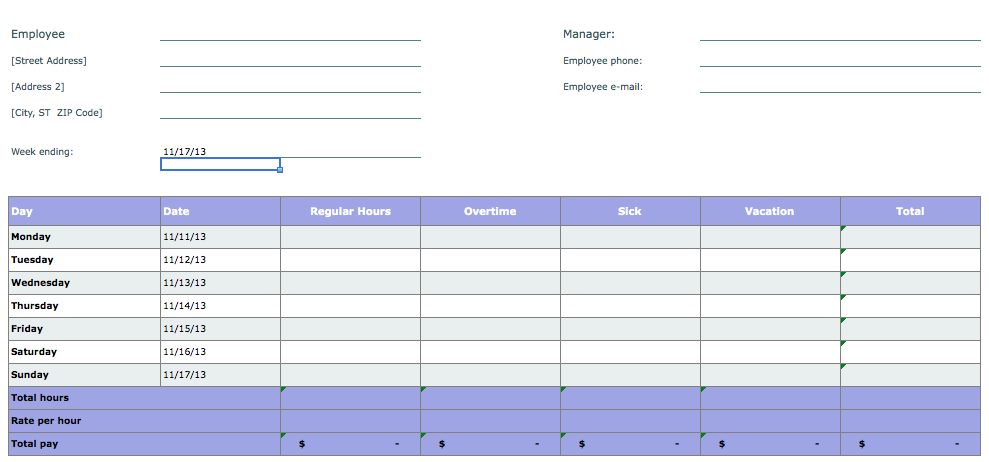 Employee Manager:
[Street Address] Employee phone:
[Address 2] Employee e-mail:
[City, ST  ZIP Code]
Week ending: 11/17/13
Day Date Regular Hours Overtime Sick Vacation Total
Monday 11/11/13
Tuesday 11/12/13
Wednesday 11/13/13
Thursday 11/14/13
Friday 11/15/13
Saturday 11/16/13
Sunday 11/17/13
Total hours
Rate per hour
Total pay $ - $ - $ - $ - $ -